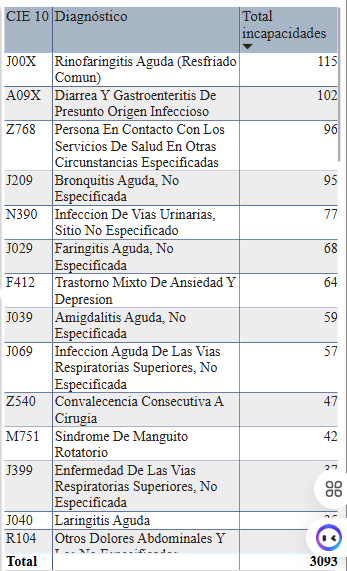 CIE 10 Diagnóstico Total
incapacidades
J00X Rinofaringitis Aguda (Resfriado 115
Comun)
A09X Diarrea Y Gastroenteritis De 102
Presunto Origen Infeccioso
Z768 Persona En Contacto Con Los 96
Servicios De Salud En Otras
Circunstancias Especificadas
J209 Bronquitis Aguda, No 95
Especificada
N390 Infeccion De Vias Urinarias, 77
Sitio No Especificado
J029 Faringitis Aguda, No 68
Especificada
F412 Trastorno Mixto De Ansiedad Y 64
Depresion
J039 Amigdalitis Aguda, No 59
Especificada
J069 Infeccion Aguda De Las Vias 57
Respiratorias Superiores, No
Especificada
Z540 Convalecencia Consecutiva A 47
Cirugia
M751 Sindrome De Manguito 42
Rotatorio
J399 Enfermedad De Las Vias
Respiratorias Superiores, No
Especificada
J040 Laringitis Aguda
R104 Otros Dolores Abdominales Y
Total 3093